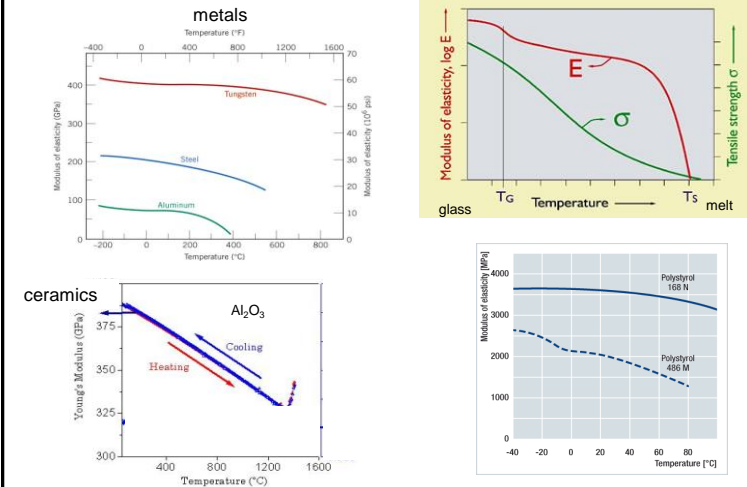 metals
Temperature (°F)
−400 0 400 800 1200 1600
Modulus of elasticity (GPa)
400
300
200
100
0
Tungsten
Steel
Aluminum
70
60
50
40
30
20
10
0
Modulus of elasticity (10⁶ psi)
−200 0 200 400 600 800
Temperature (°C)
Modulus of elasticity, log E
E
σ
Tensile strength σ
TG Temperature TS
glass melt
ceramics
Al₂O₃
Young's Modulus (GPa)
375
350
325
300
Cooling
Heating
400 800 1200 1600
Temperature (°C)
Modulus of elasticity [MPa]
4000
3000
2000
1000
0
Polystyrol
168 N
Polystyrol
486 M
-40 -20 0 20 40 60 80
Temperature [°C]